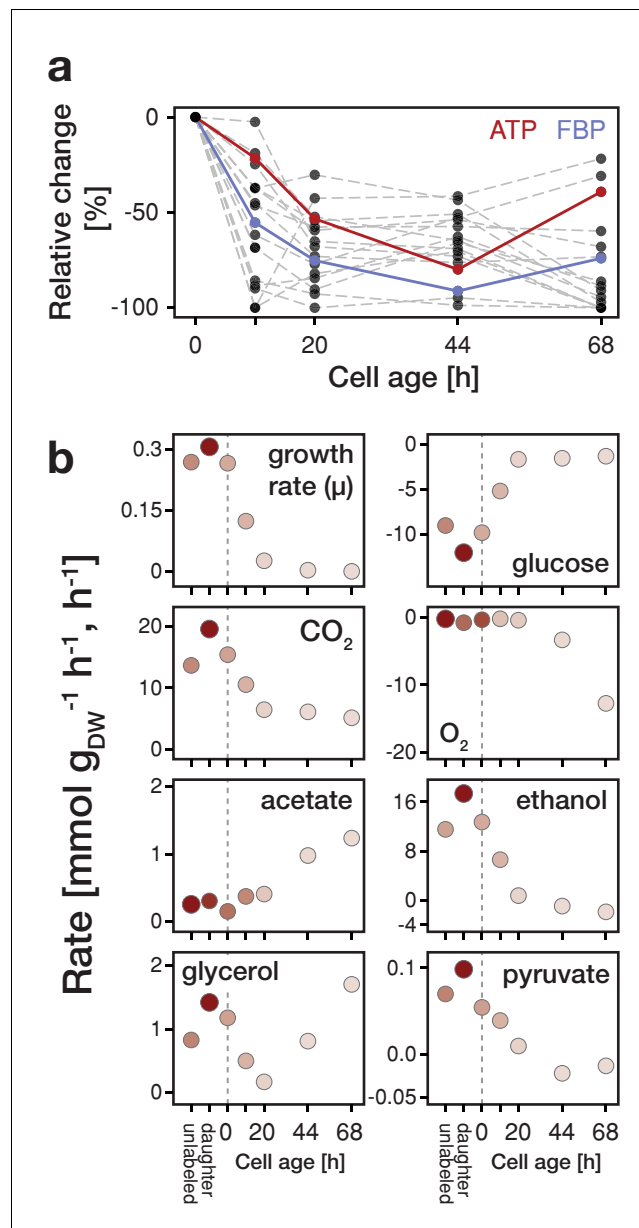 a
Relative change
[%]
0
-50
-100
ATP FBP
0 20 44 68
Cell age [h]
b
Rate [mmol g_DW^-1 h^-1, h^-1]
growth
rate (μ)
0.3
0.15
0
glucose
0
-5
-10
CO₂
20
10
0
O₂
0
-10
-20
acetate
2
1
0
ethanol
16
8
0
-4
glycerol
2
1
0
pyruvate
0.1
0.0
-0.05
unlabeled
daughter
0 20 44 68
Cell age [h]
unlabeled
daughter
0 20 44 68
Cell age [h]